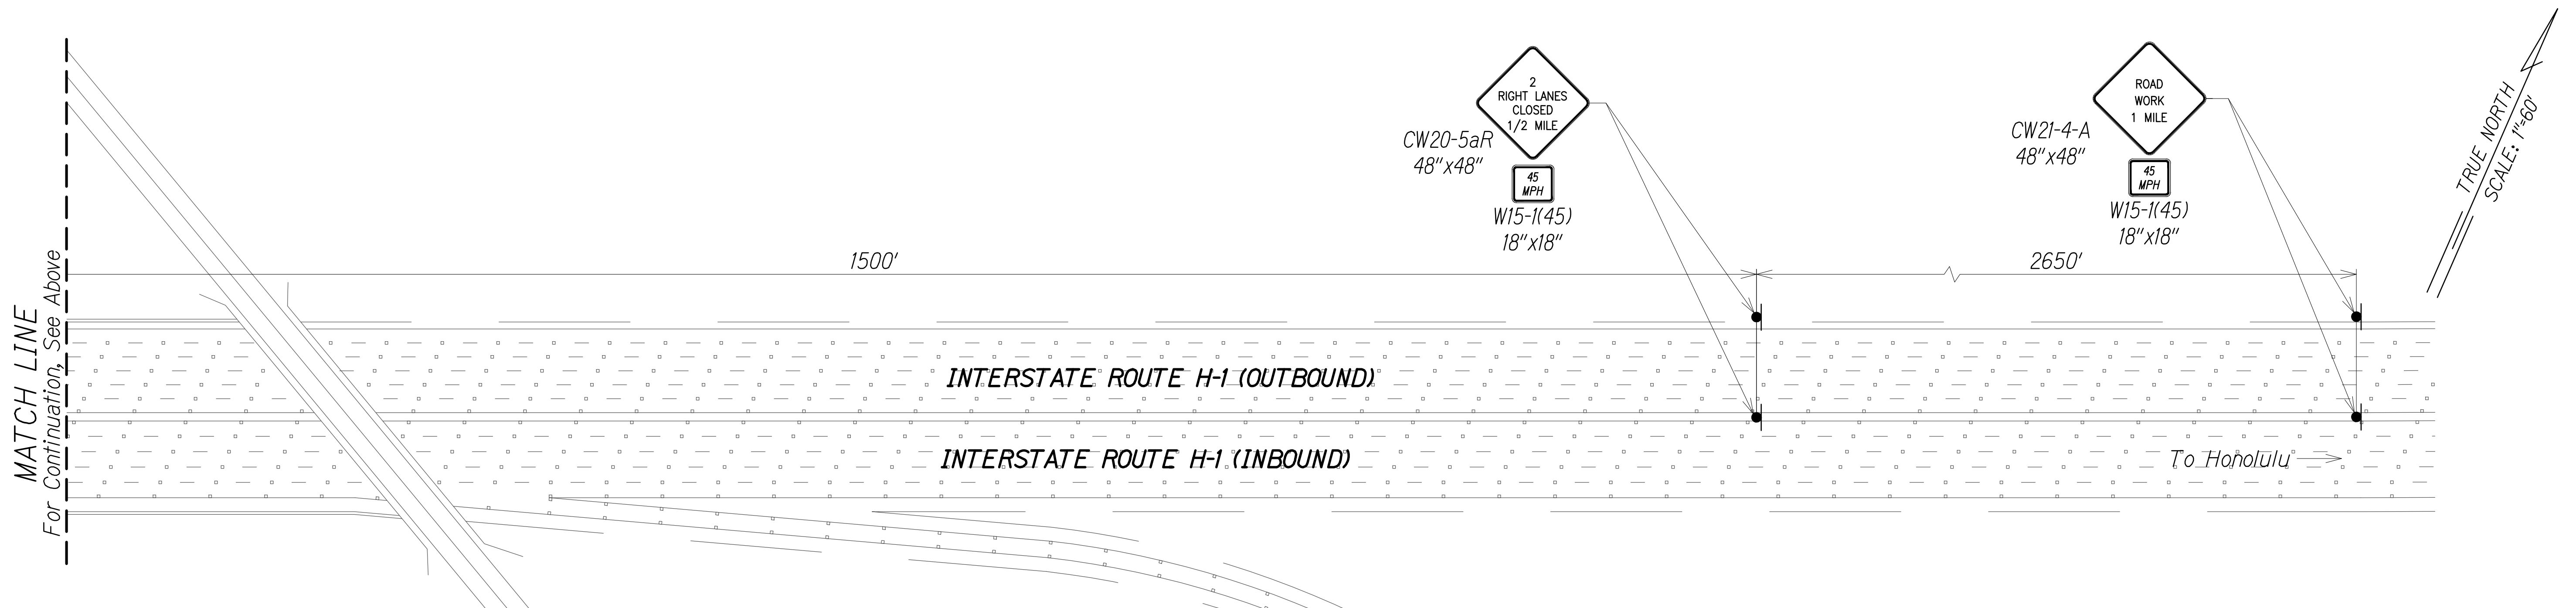 MATCH LINE
For Continuation, See Above
1500'
2
RIGHT LANES
CLOSED
1/2 MILE
CW20-5aR
48"x48"
45
MPH
W15-1(45)
18"x18"
ROAD
WORK
1 MILE
CW21-4-A
48"x48"
45
MPH
W15-1(45)
18"x18"
2650'
TRUE NORTH
SCALE: 1"=60'
INTERSTATE ROUTE H-1 (OUTBOUND)
INTERSTATE ROUTE H-1 (INBOUND)
To Honolulu